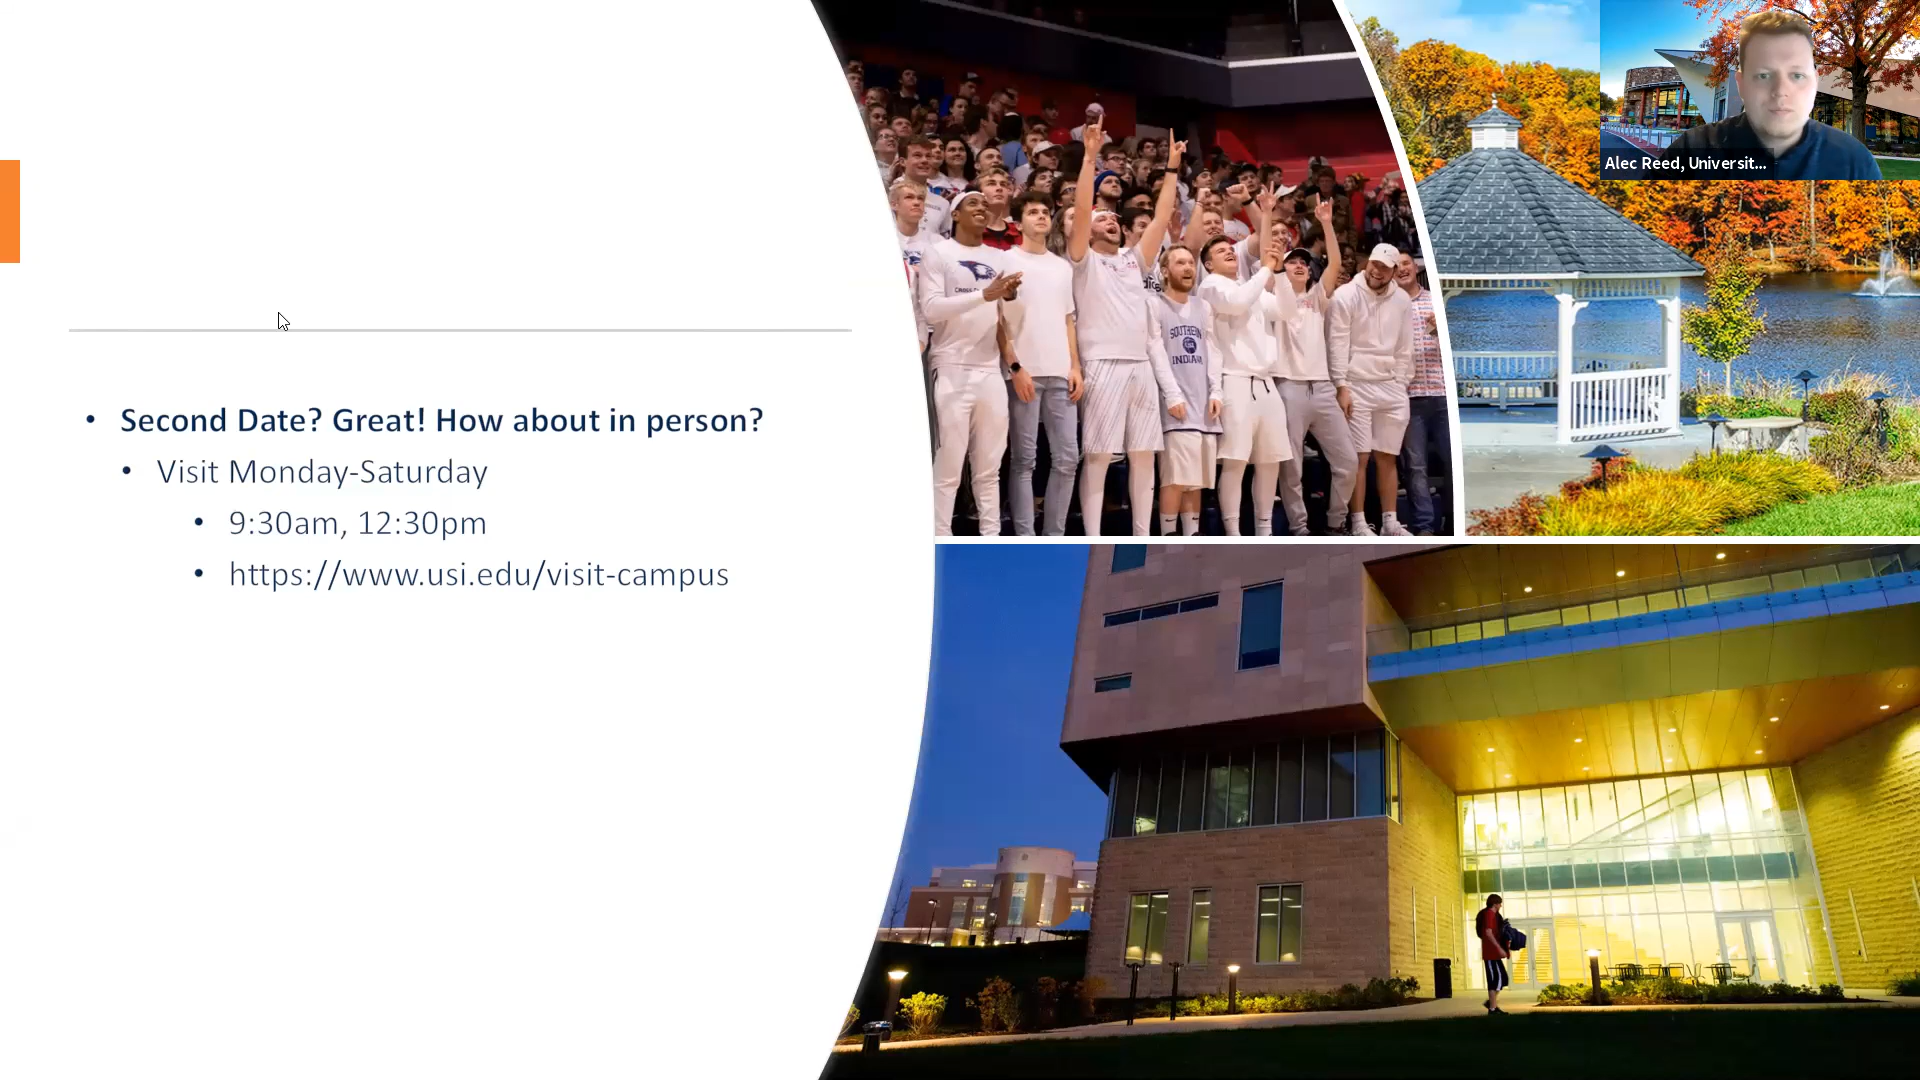 Alec Reed, Universit...
• Second Date? Great! How about in person?
• Visit Monday-Saturday
• 9:30am, 12:30pm
• https://www.usi.edu/visit-campus
SOUTHERN
INDIANA